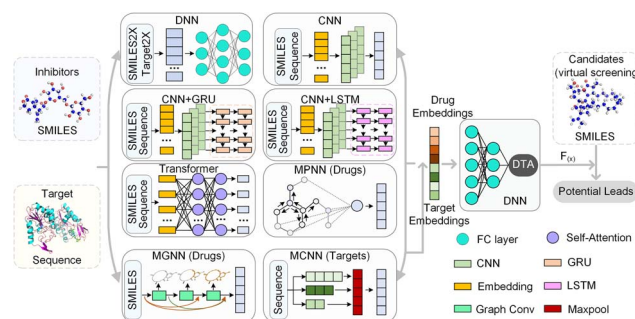 Inhibitors
SMILES
Target
Sequence
DNN
SMILES2X
Target2X
CNN
SMILES
Sequence
CNN+GRU
SMILES
Sequence
CNN+LSTM
SMILES
Sequence
Transformer
SMILES
Sequence
MPNN (Drugs)
MGNN (Drugs)
SMILES
MCNN (Targets)
SMILES
Sequence
Drug
Embeddings
Target
Embeddings
DTA
DNN
Candidates
(virtual screening)
SMILES
F(x)
Potential Leads
FC layer
Self-Attention
CNN
GRU
Embedding
LSTM
Graph Conv
Maxpool